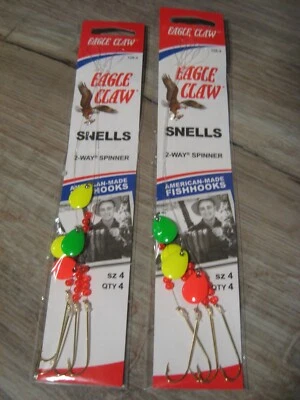 EAGLE CLAW
EAGLE
CLAW
SNELLS
2-WAY® SPINNER
AMERICAN-MADE
FISHHOOKS
SZ 4
QTY 4
EAGLE CLAW
EAGLE
CLAW
SNELLS
2-WAY® SPINNER
AMERICAN-MADE
FISHHOOKS
SZ 4
QTY 4